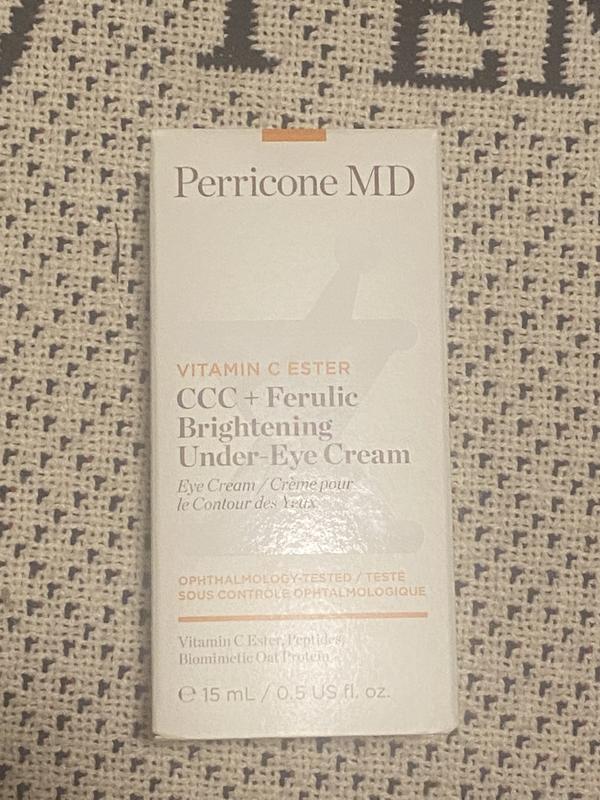 Perricone MD
VITAMIN C ESTER
CCC + Ferulic
Brightening
Under-Eye Cream
Eye Cream / Crème pour
le Contour des Yeux
OPHTHALMOLOGY-TESTED / TESTÉ
SOUS CONTRÔLE OPHTALMOLOGIQUE
Vitamin C Ester, Peptides,
Biomimetic Oat Protein
℮ 15 mL / 0.5 US fl. oz.